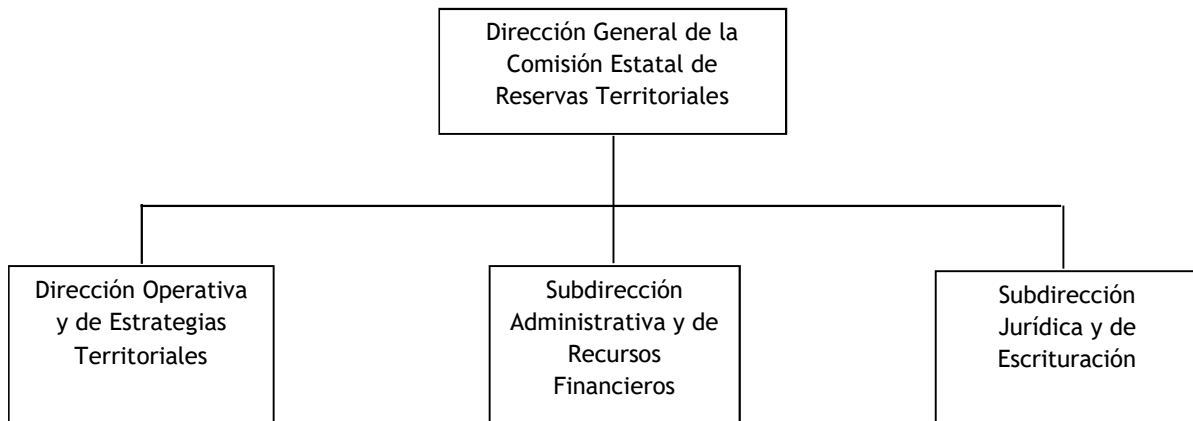 Dirección General de la
Comisión Estatal de
Reservas Territoriales
Dirección Operativa
y de Estrategias
Territoriales
Subdirección
Administrativa y de
Recursos
Financieros
Subdirección
Jurídica y de
Escrituración